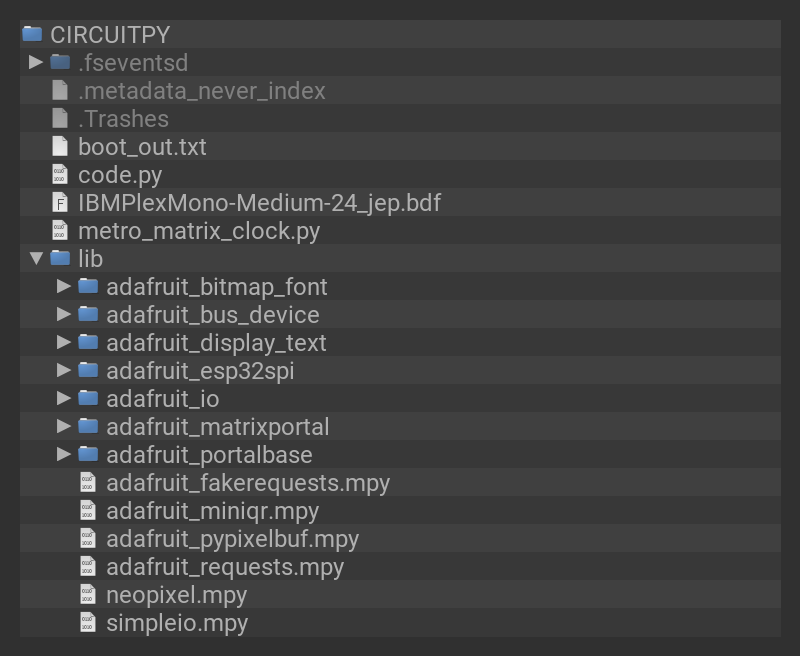 CIRCUITPY
.fseventsd
.metadata_never_index
.Trashes
boot_out.txt
code.py
IBMPlexMono-Medium-24_jep.bdf
metro_matrix_clock.py
lib
adafruit_bitmap_font
adafruit_bus_device
adafruit_display_text
adafruit_esp32spi
adafruit_io
adafruit_matrixportal
adafruit_portalbase
adafruit_fakerequests.mpy
adafruit_miniqr.mpy
adafruit_pypixelbuf.mpy
adafruit_requests.mpy
neopixel.mpy
simpleio.mpy